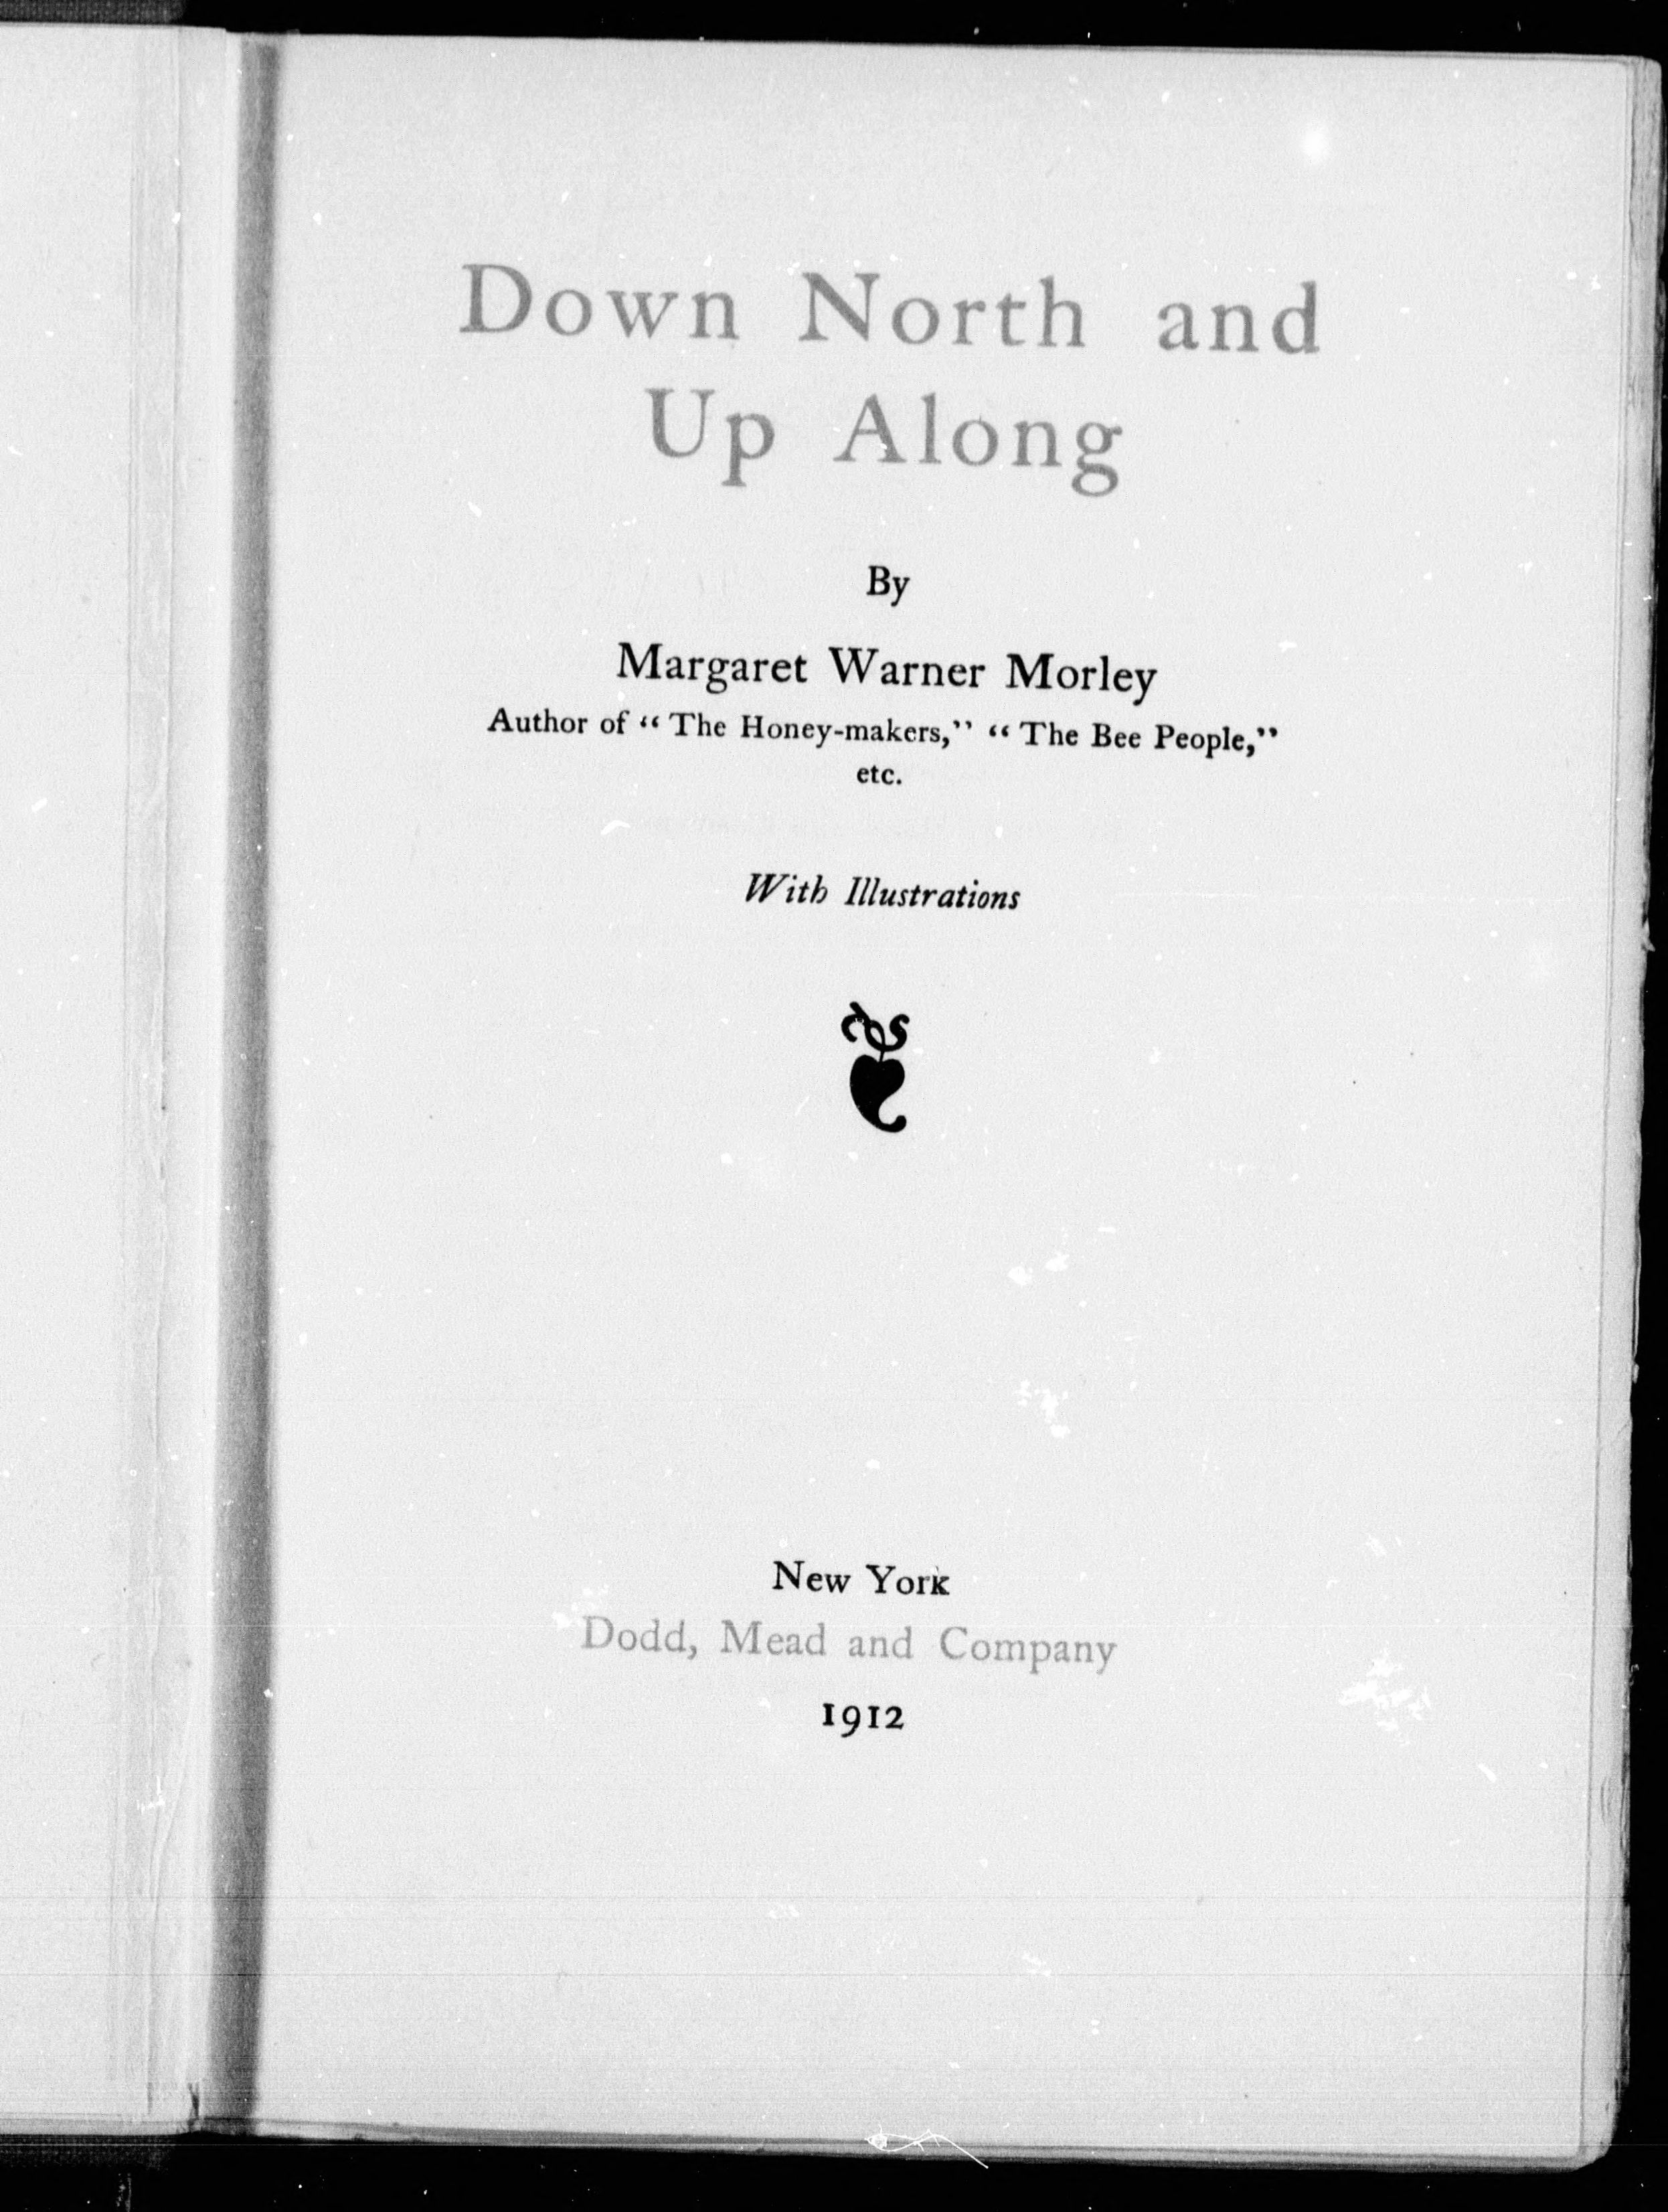 Down North and
Up Along
By
Margaret Warner Morley
Author of “The Honey-makers,” “The Bee People,”
etc.
With Illustrations
New York
Dodd, Mead and Company
1912